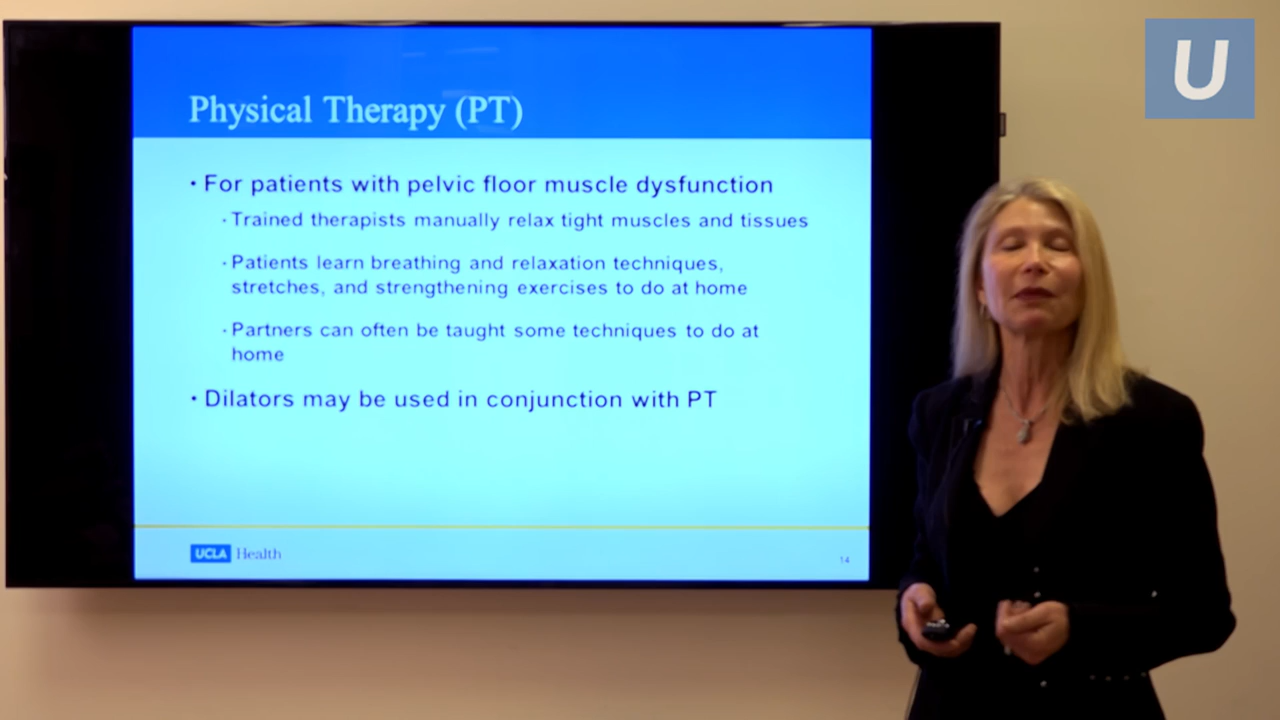 Physical Therapy (PT)
• For patients with pelvic floor muscle dysfunction
• Trained therapists manually relax tight muscles and tissues
• Patients learn breathing and relaxation techniques,
stretches, and strengthening exercises to do at home
• Partners can often be taught some techniques to do at
home
• Dilators may be used in conjunction with PT
UCLA Health
14
U